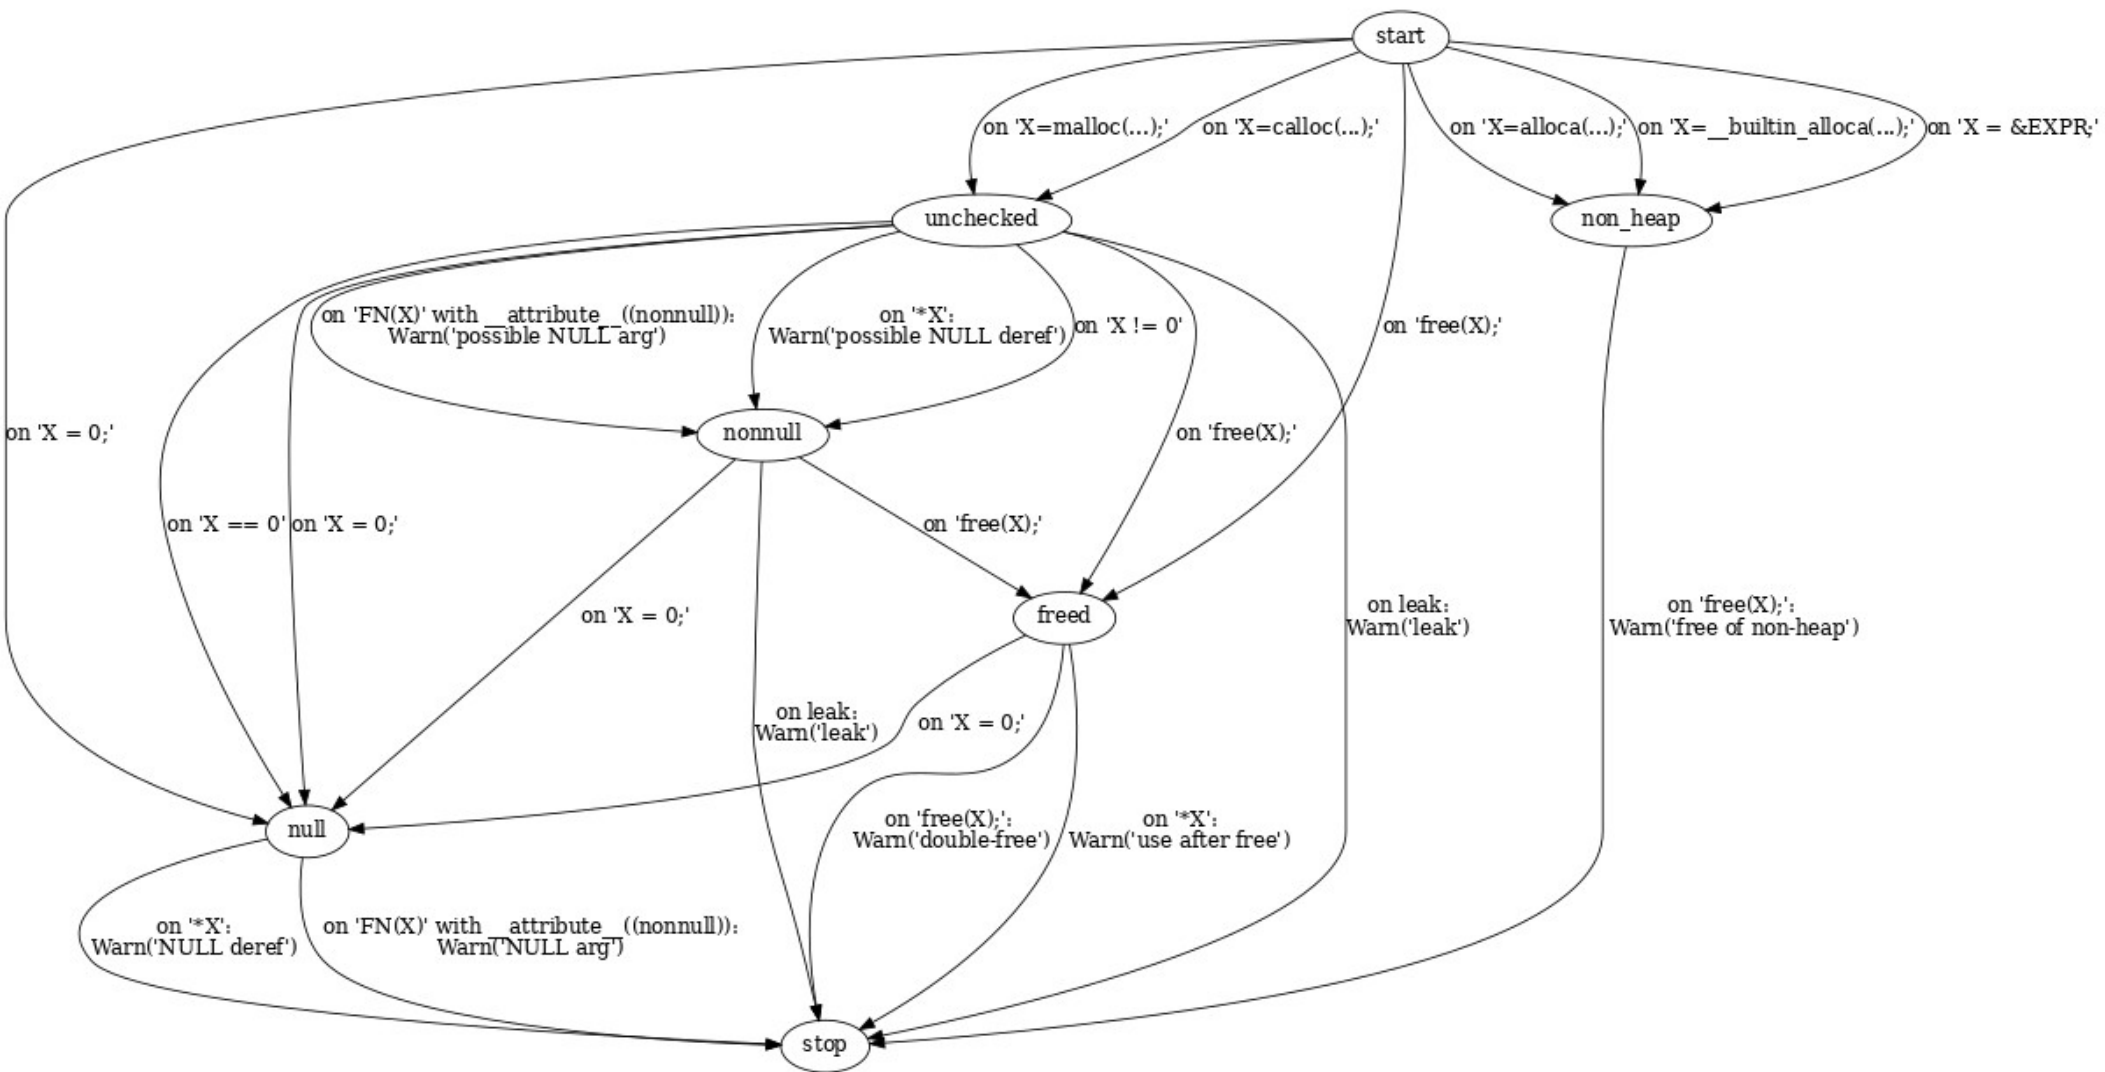 start
on 'X=malloc(...);'
on 'X=calloc(...);'
on 'X=alloca(...);'
on 'X=__builtin_alloca(...);'
on 'X = &EXPR;'
unchecked
non_heap
on 'FN(X)' with __attribute__((nonnull)):
Warn('possible NULL arg')
on '*X':
Warn('possible NULL deref')
on 'X != 0'
on 'free(X);'
on 'X = 0;'
nonnull
on 'free(X);'
on 'X == 0'
on 'X = 0;'
on 'free(X);'
on 'X = 0;'
freed
on leak:
Warn('leak')
on 'free(X);':
Warn('free of non-heap')
on leak:
Warn('leak')
on 'X = 0;'
null
on 'free(X);':
Warn('double-free')
on '*X':
Warn('use after free')
on '*X':
Warn('NULL deref')
on 'FN(X)' with __attribute__((nonnull)):
Warn('NULL arg')
stop